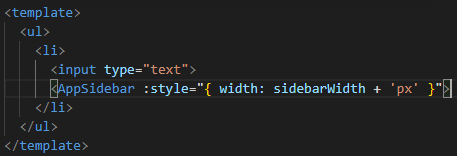 <template>
<ul>
<li>
<input type="text">
<AppSidebar :style="{ width: sidebarWidth + 'px' }">
</li>
</ul>
</template>